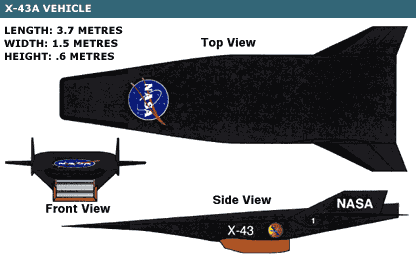 X-43A VEHICLE
LENGTH: 3.7 METRES
WIDTH: 1.5 METRES
HEIGHT: .6 METRES
Top View
NASA
NASA
Front View
Side View
NASA
1
X-43